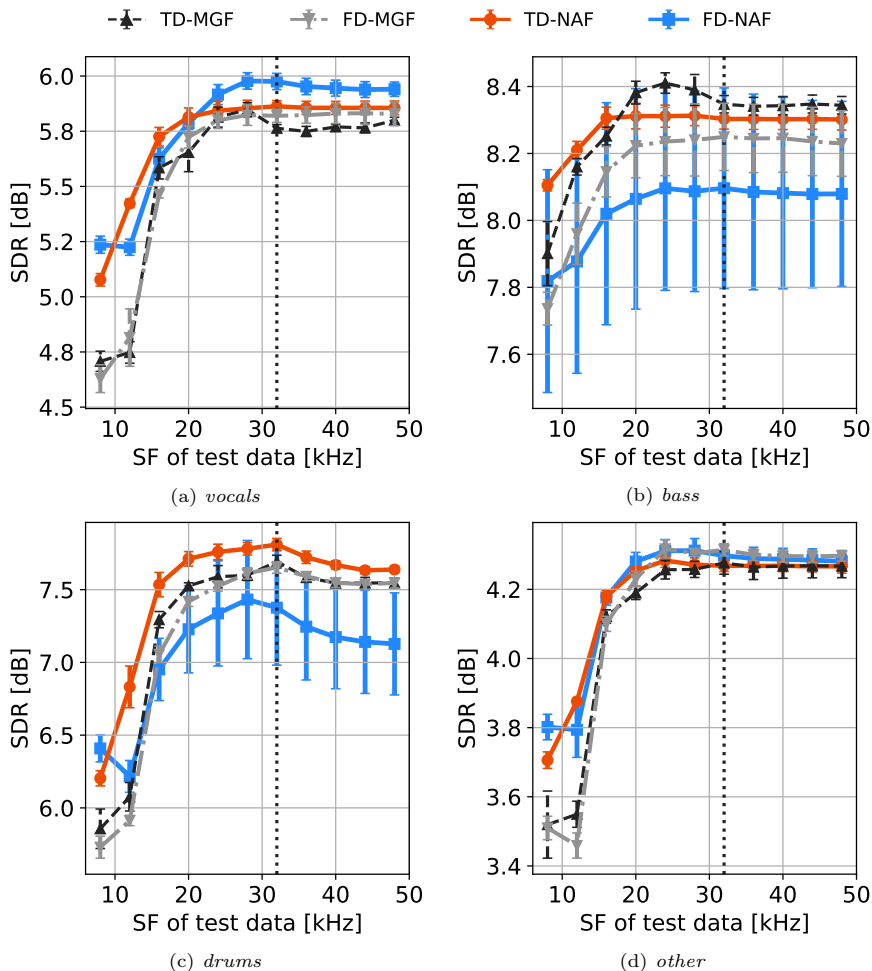 TD-MGF FD-MGF TD-NAF FD-NAF
6.0
5.8
5.5
5.2
5.0
4.8
4.5
SDR [dB]
10 20 30 40 50
SF of test data [kHz]
(a) vocals
8.4
8.2
8.0
7.8
7.6
SDR [dB]
10 20 30 40 50
SF of test data [kHz]
(b) bass
7.5
7.0
6.5
6.0
SDR [dB]
10 20 30 40 50
SF of test data [kHz]
(c) drums
4.2
4.0
3.8
3.6
3.4
SDR [dB]
10 20 30 40 50
SF of test data [kHz]
(d) other